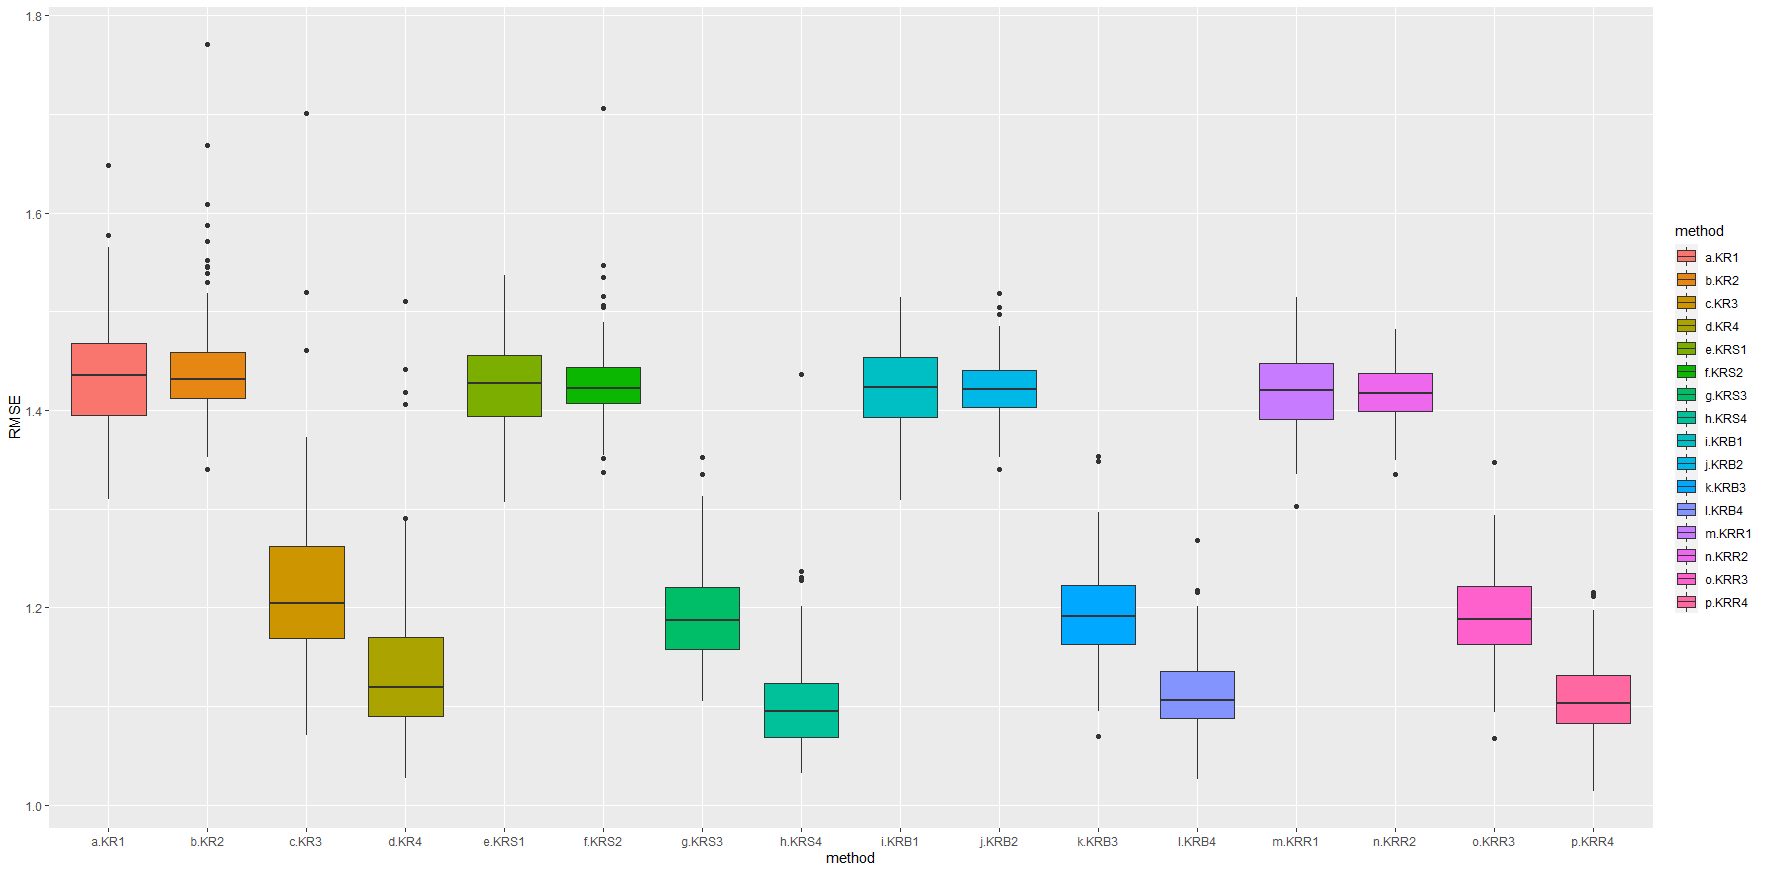 RMSE
1.8
1.6
1.4
1.2
1.0
a.KR1
b.KR2
c.KR3
d.KR4
e.KRS1
f.KRS2
g.KRS3
h.KRS4
i.KRB1
j.KRB2
k.KRB3
l.KRB4
m.KRR1
n.KRR2
o.KRR3
p.KRR4
method
method
a.KR1
b.KR2
c.KR3
d.KR4
e.KRS1
f.KRS2
g.KRS3
h.KRS4
i.KRB1
j.KRB2
k.KRB3
l.KRB4
m.KRR1
n.KRR2
o.KRR3
p.KRR4